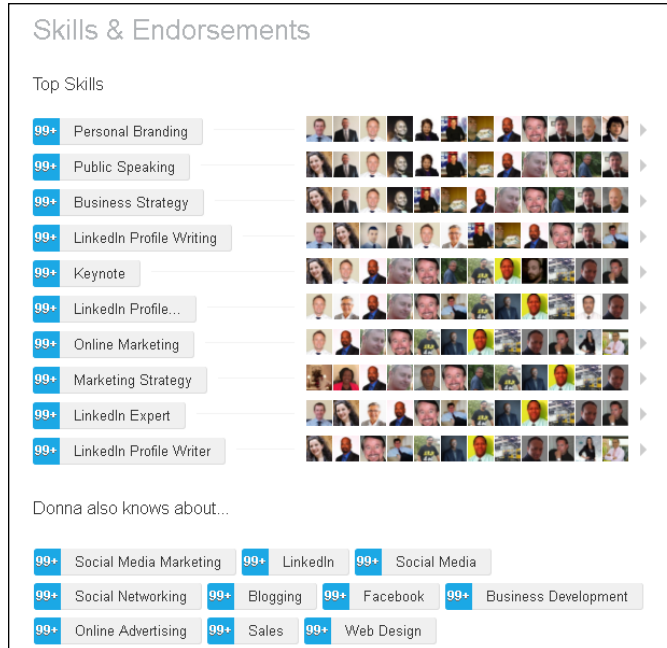 Skills & Endorsements
Top Skills
99+ Personal Branding
99+ Public Speaking
99+ Business Strategy
99+ LinkedIn Profile Writing
99+ Keynote
99+ LinkedIn Profile...
99+ Online Marketing
99+ Marketing Strategy
99+ LinkedIn Expert
99+ LinkedIn Profile Writer
Donna also knows about...
99+ Social Media Marketing 99+ LinkedIn 99+ Social Media
99+ Social Networking 99+ Blogging 99+ Facebook 99+ Business Development
99+ Online Advertising 99+ Sales 99+ Web Design